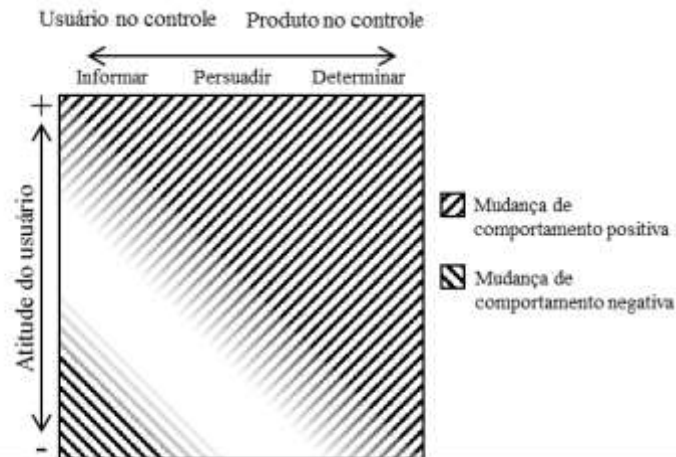 Usuário no controle Produto no controle
Informar Persuadir Determinar
+
Atitude do usuário
-
Mudança de
comportamento positiva
Mudança de
comportamento negativa